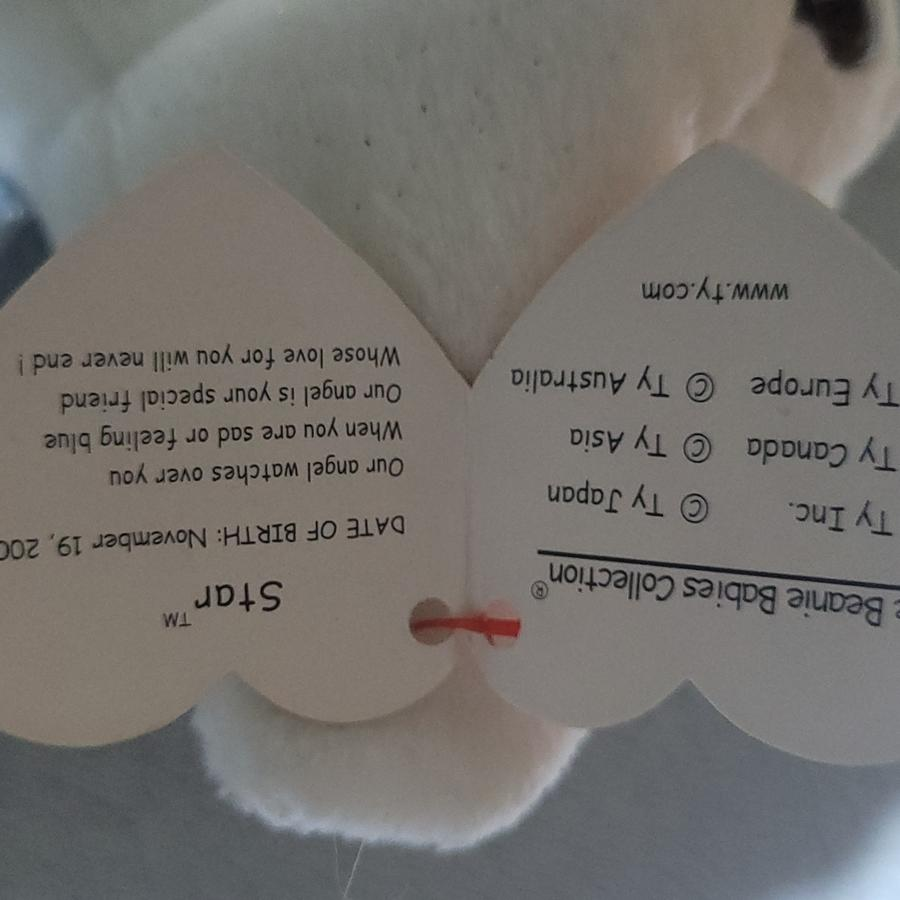 Beanie Babies Collection®
Ty Inc. © Ty Japan
Ty Canada © Ty Asia
Ty Europe © Ty Australia
www.ty.com
Star™
DATE OF BIRTH: November 19, 200
Our angel watches over you
When you are sad or feeling blue
Our angel is your special friend
Whose love for you will never end!